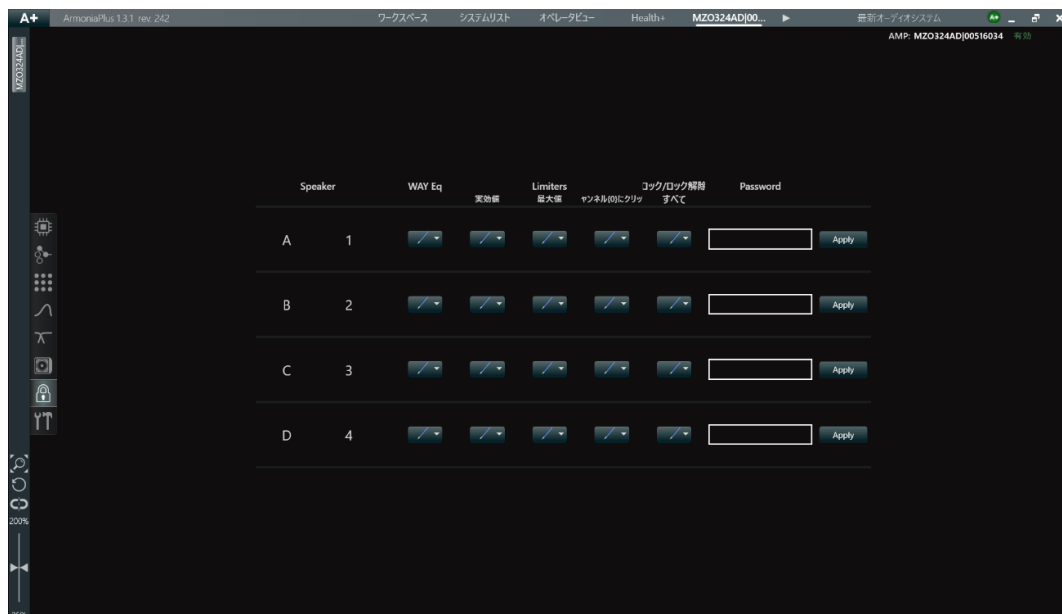 A+ ArmoniaPlus 1.3.1 rev. 242 ワークスペース システムリスト オペレータビュー Health+ MZO324AD|00... 最新オーディオシステム A+
AMP: MZO324AD|00516034 有効
MZO324AD|...
Speaker WAY Eq Limiters ロック/ロック解除 Password
実効値 最大値 ャンネル(0)にクリッ すべて
A 1 Apply
B 2 Apply
C 3 Apply
D 4 Apply
200%